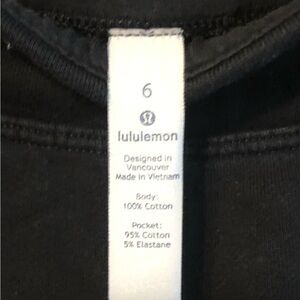 6
lululemon
Designed in
Vancouver
Made in Vietnam
Body:
100% Cotton
Pocket:
95% Cotton
5% Elastane